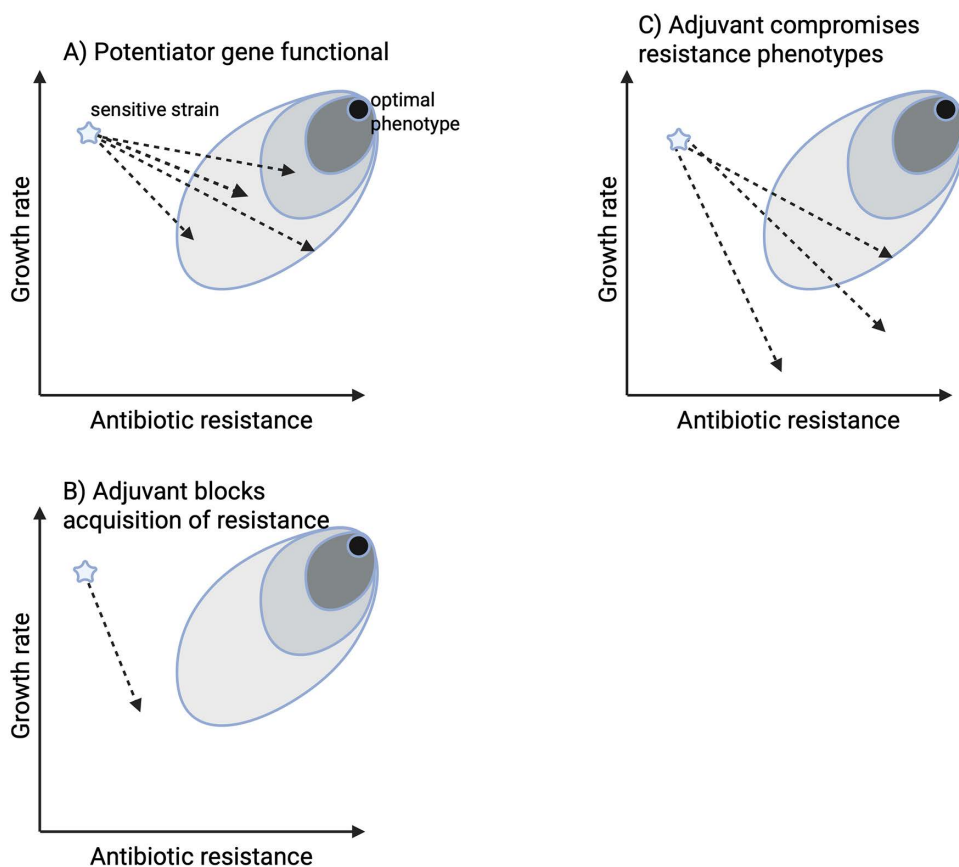 A) Potentiator gene functional
sensitive strain
optimal
phenotype
Growth rate
Antibiotic resistance
C) Adjuvant compromises
resistance phenotypes
Growth rate
Antibiotic resistance
B) Adjuvant blocks
acquisition of resistance
Growth rate
Antibiotic resistance